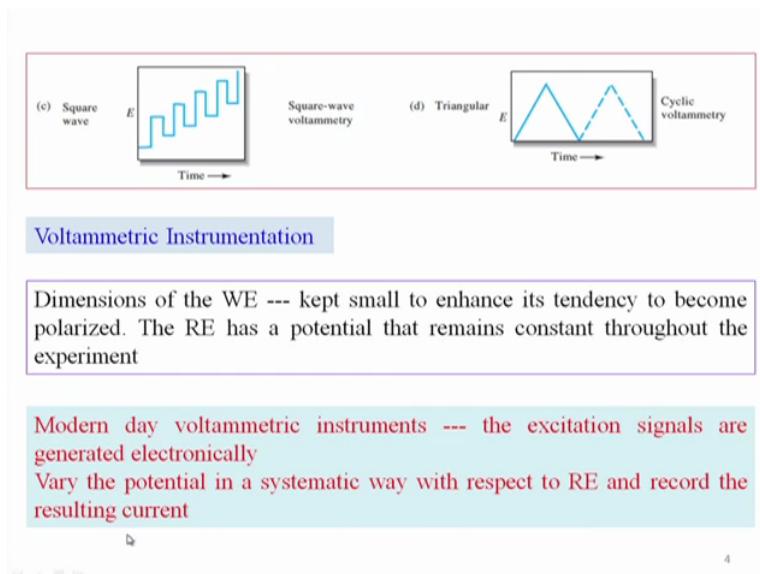 (c) Square
wave
E
Time
Square-wave
voltammetry
(d) Triangular
E
Time
Cyclic
voltammetry
Voltammetric Instrumentation
Dimensions of the WE --- kept small to enhance its tendency to become
polarized. The RE has a potential that remains constant throughout the
experiment
Modern day voltammetric instruments --- the excitation signals are
generated electronically
Vary the potential in a systematic way with respect to RE and record the
resulting current
4